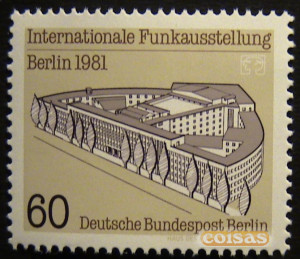 Internationale Funkausstellung
Berlin 1981
60
Deutsche Bundespost Berlin
coisas